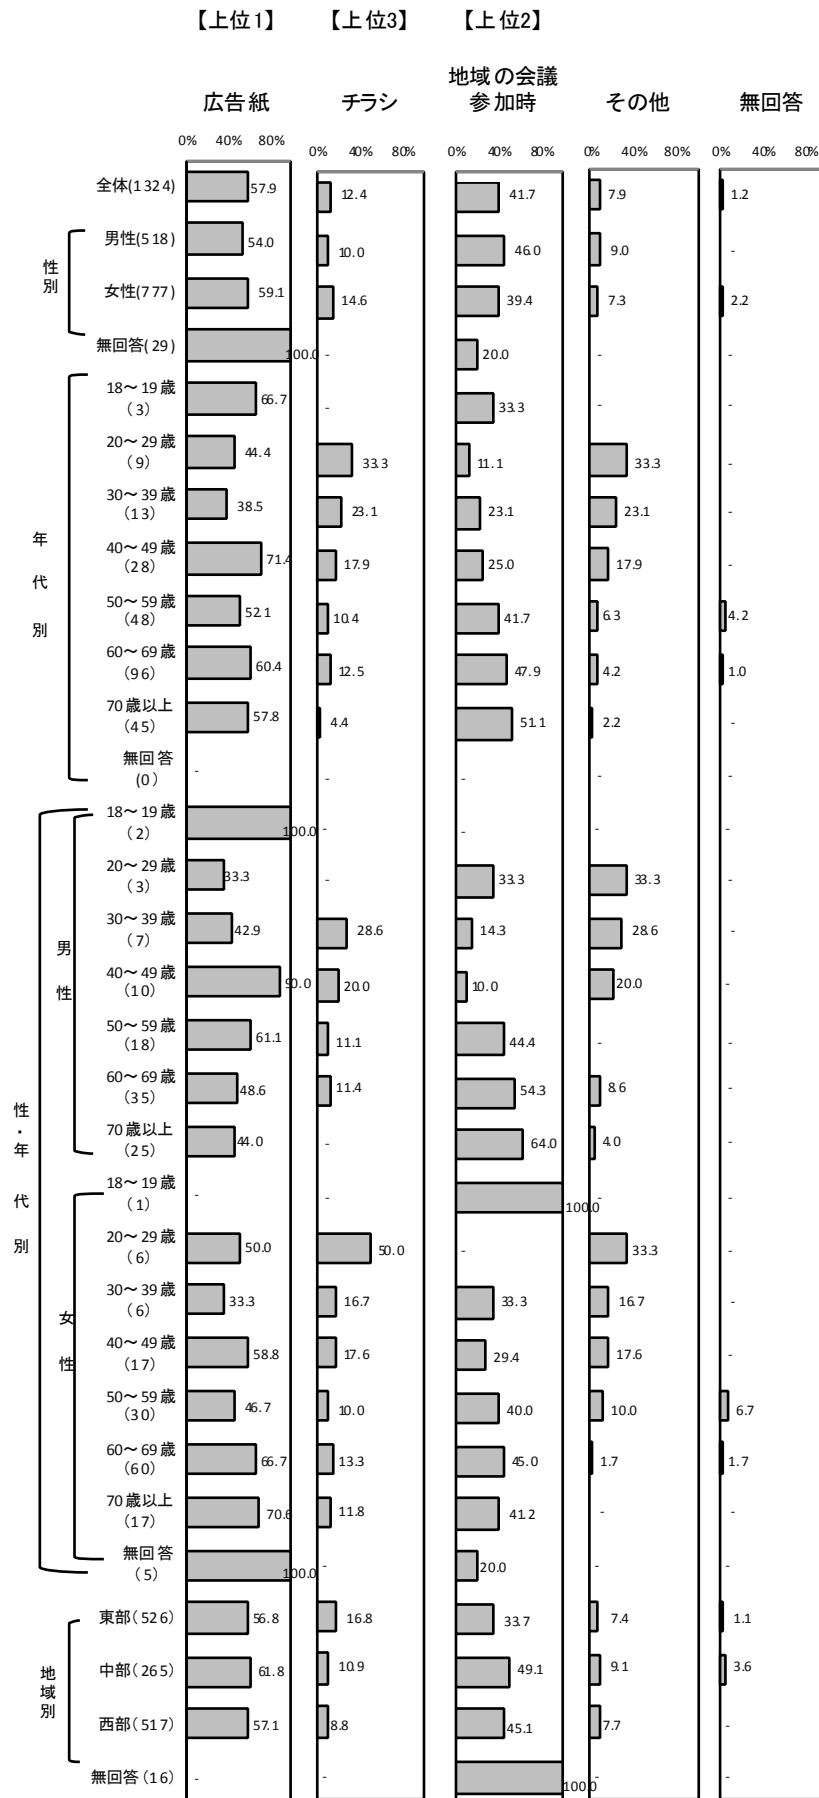 【上位1】 【上位3】 【上位2】
広告紙 チラシ 地域の会議参加時 その他 無回答
0% 40% 80% 0% 40% 80% 0% 40% 80% 0% 40% 80% 0% 40% 80%
全体(1324) 57.9 12.4 41.7 7.9 1.2
性別
男性(518) 54.0 10.0 46.0 9.0 -
女性(777) 59.1 14.6 39.4 7.3 2.2
無回答(29) 100.0 - 20.0 - -
年代別
18～19歳(3) 66.7 - 33.3 - -
20～29歳(9) 44.4 33.3 11.1 33.3 -
30～39歳(13) 38.5 23.1 23.1 23.1 -
40～49歳(28) 71.4 17.9 25.0 17.9 -
50～59歳(48) 52.1 10.4 41.7 6.3 4.2
60～69歳(96) 60.4 12.5 47.9 4.2 1.0
70歳以上(45) 57.8 4.4 51.1 2.2 -
無回答(0) - - - - -
性・年代別
男性
18～19歳(2) 100.0 - - - -
20～29歳(3) 33.3 - 33.3 33.3 -
30～39歳(7) 42.9 28.6 14.3 28.6 -
40～49歳(10) 90.0 20.0 10.0 20.0 -
50～59歳(18) 61.1 11.1 44.4 - -
60～69歳(35) 48.6 11.4 54.3 8.6 -
70歳以上(25) 44.0 - 64.0 4.0 -
女性
18～19歳(1) - - 100.0 - -
20～29歳(6) 50.0 50.0 - 33.3 -
30～39歳(6) 33.3 16.7 33.3 16.7 -
40～49歳(17) 58.8 17.6 29.4 17.6 -
50～59歳(30) 46.7 10.0 40.0 10.0 6.7
60～69歳(60) 66.7 13.3 45.0 1.7 1.7
70歳以上(17) 70.6 11.8 41.2 - -
無回答(5) 100.0 - 20.0 - -
地域別
東部(526) 56.8 16.8 33.7 7.4 1.1
中部(265) 61.8 10.9 49.1 9.1 3.6
西部(517) 57.1 8.8 45.1 7.7 -
無回答(16) - - 100.0 - -